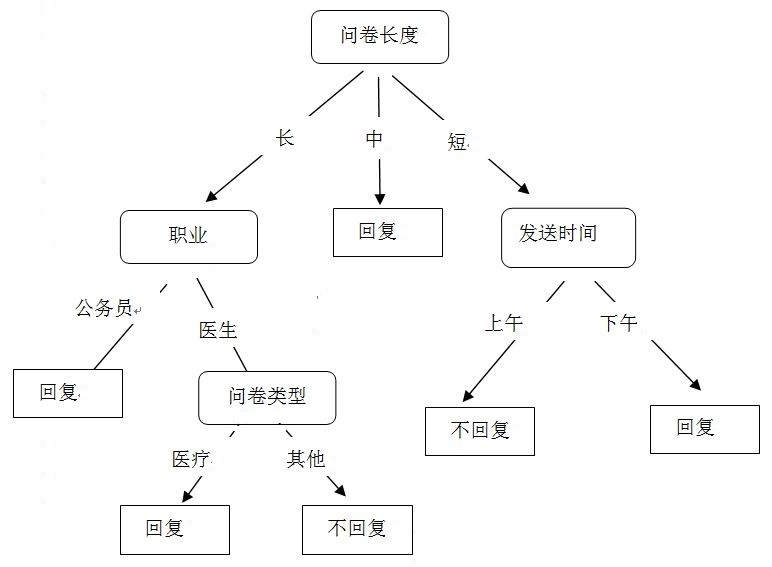 问卷长度
长
中
短
职业
回复
发送时间
公务员
医生
上午
下午
回复
问卷类型
不回复
回复
医疗
其他
回复
不回复